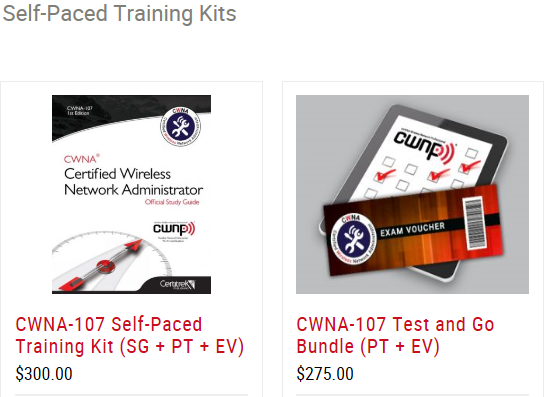 Self-Paced Training Kits
CWNA-107
1st Edition
CWNA
CWNA®
Certified Wireless
Network Administrator
Official Study Guide
cwnp
Certitrek
CWNA-107 Self-Paced
Training Kit (SG + PT + EV)
$300.00
cwnp
CWNA
EXAM VOUCHER
CWNA-107 Test and Go
Bundle (PT + EV)
$275.00